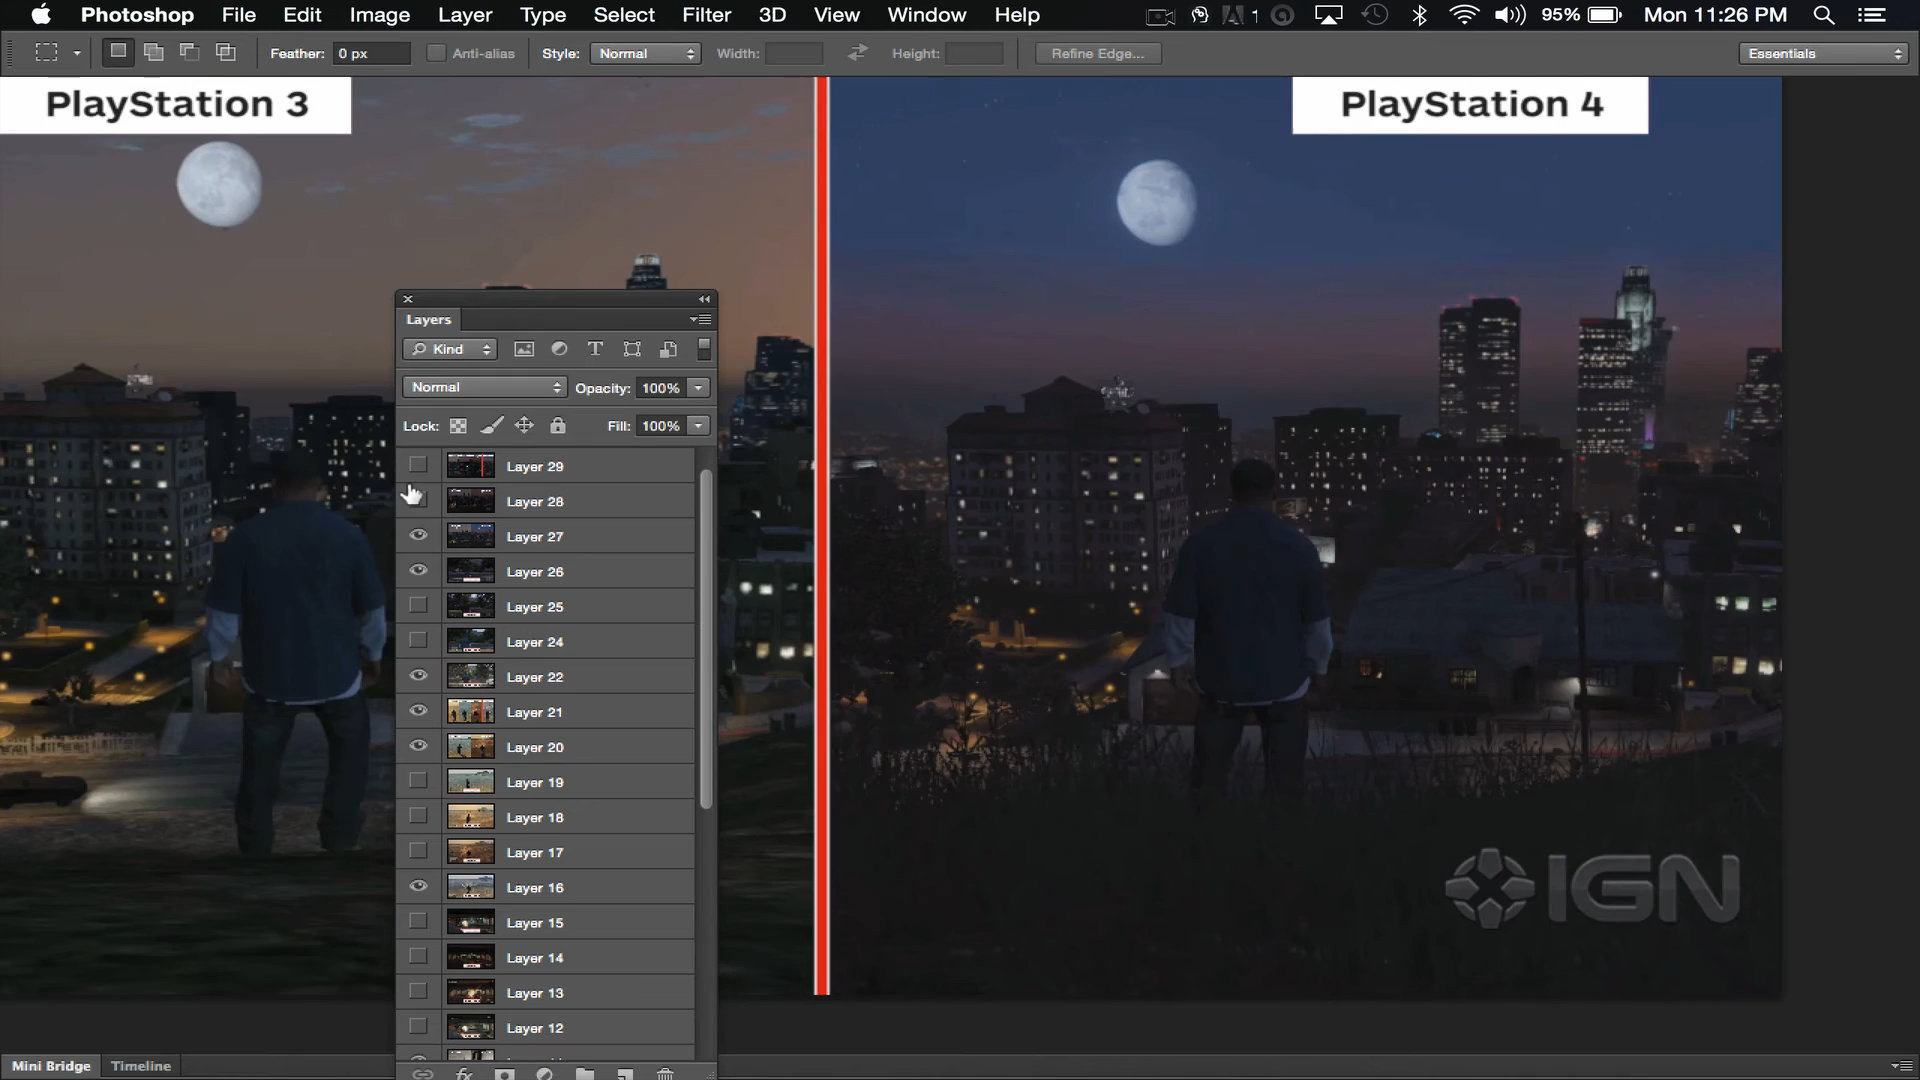 Photoshop File Edit Image Layer Type Select Filter 3D View Window Help 1 95% Mon 11:26 PM
Feather: 0 px Anti-alias Style: Normal Width: Height: Refine Edge... Essentials
PlayStation 3
PlayStation 4
Layers
Kind
Normal Opacity: 100%
Lock: Fill: 100%
Layer 29
Layer 28
Layer 27
Layer 26
Layer 25
Layer 24
Layer 22
Layer 21
Layer 20
Layer 19
Layer 18
Layer 17
Layer 16
Layer 15
Layer 14
Layer 13
Layer 12
fx
IGN
Mini Bridge Timeline